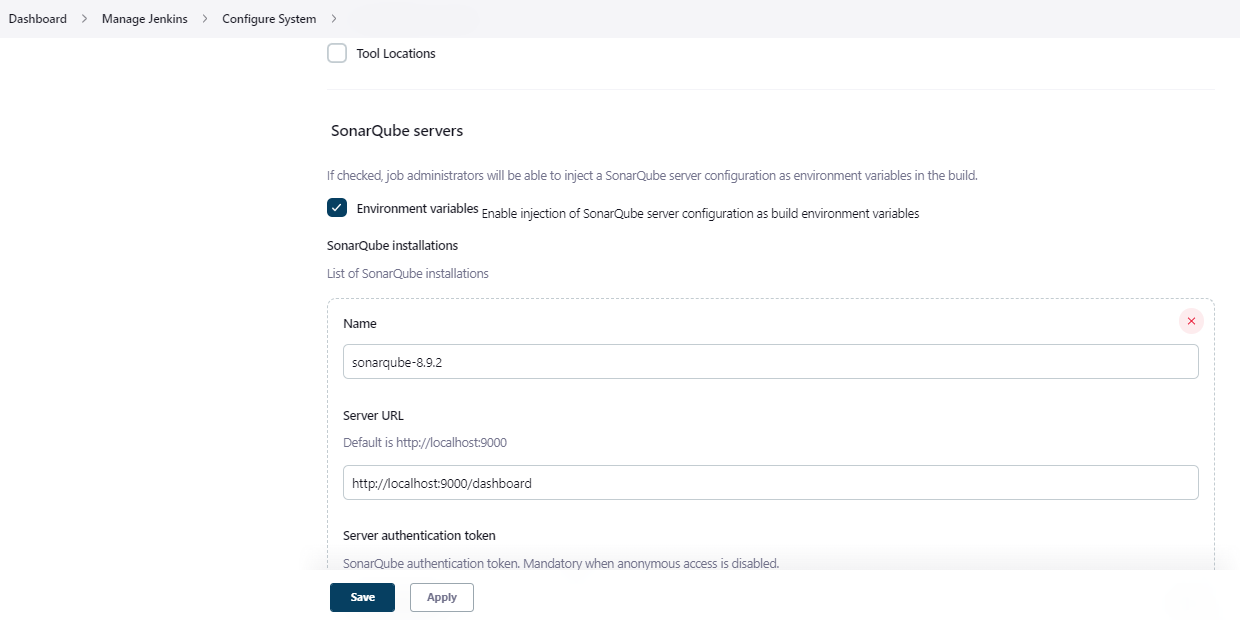 Dashboard > Manage Jenkins > Configure System >
Tool Locations
SonarQube servers
If checked, job administrators will be able to inject a SonarQube server configuration as environment variables in the build.
Environment variables Enable injection of SonarQube server configuration as build environment variables
SonarQube installations
List of SonarQube installations
Name
sonarqube-8.9.2
Server URL
Default is http://localhost:9000
http://localhost:9000/dashboard
Server authentication token
SonarQube authentication token. Mandatory when anonymous access is disabled.
Save Apply